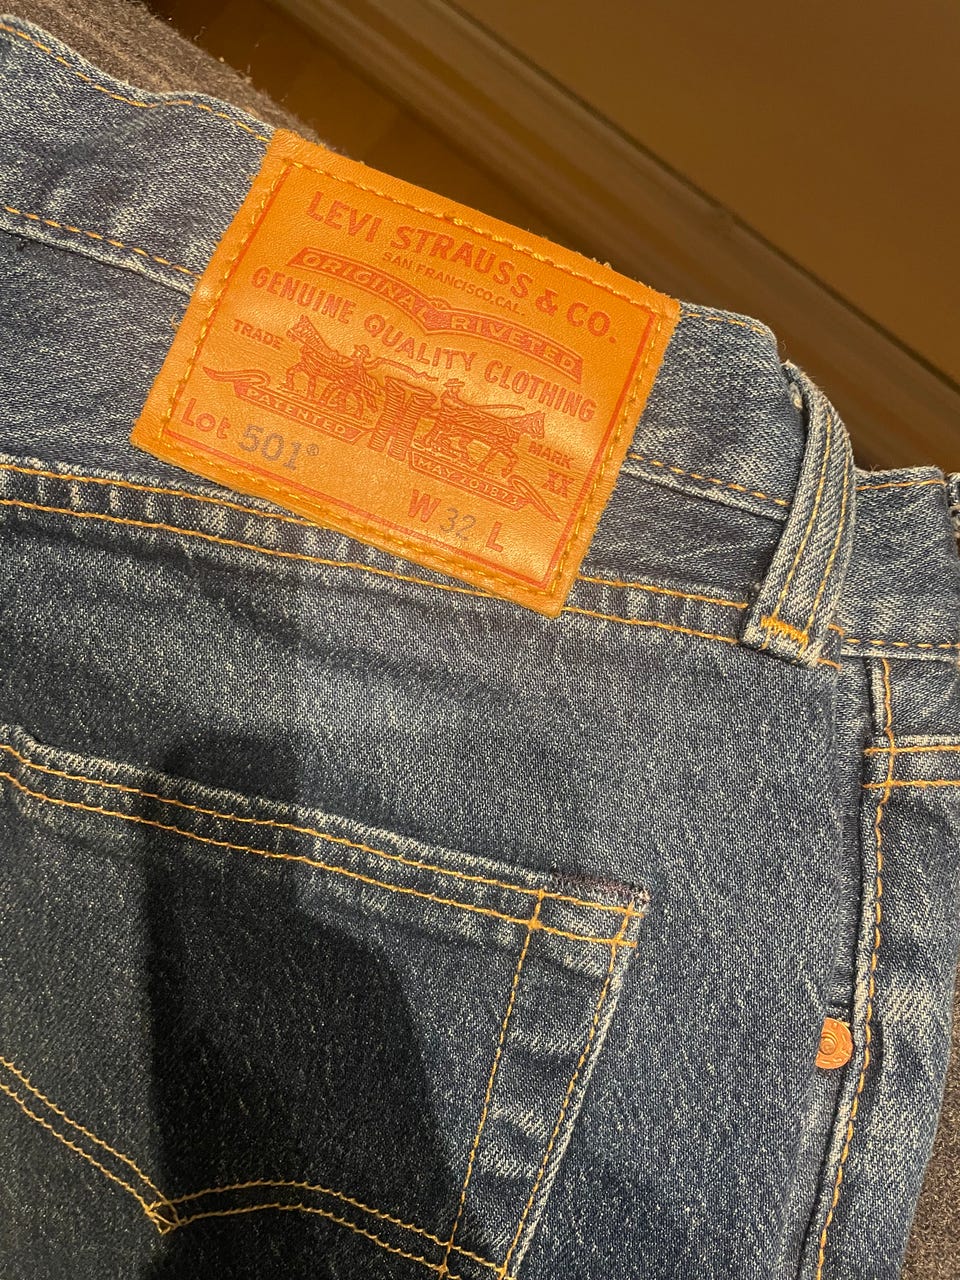 LEVI STRAUSS & CO.
SAN FRANCISCO, CAL.
ORIGINAL RIVETED
GENUINE QUALITY CLOTHING
TRADE MARK
PATENTED MAY 20 1873
XX
Lot 501®
W 32 L